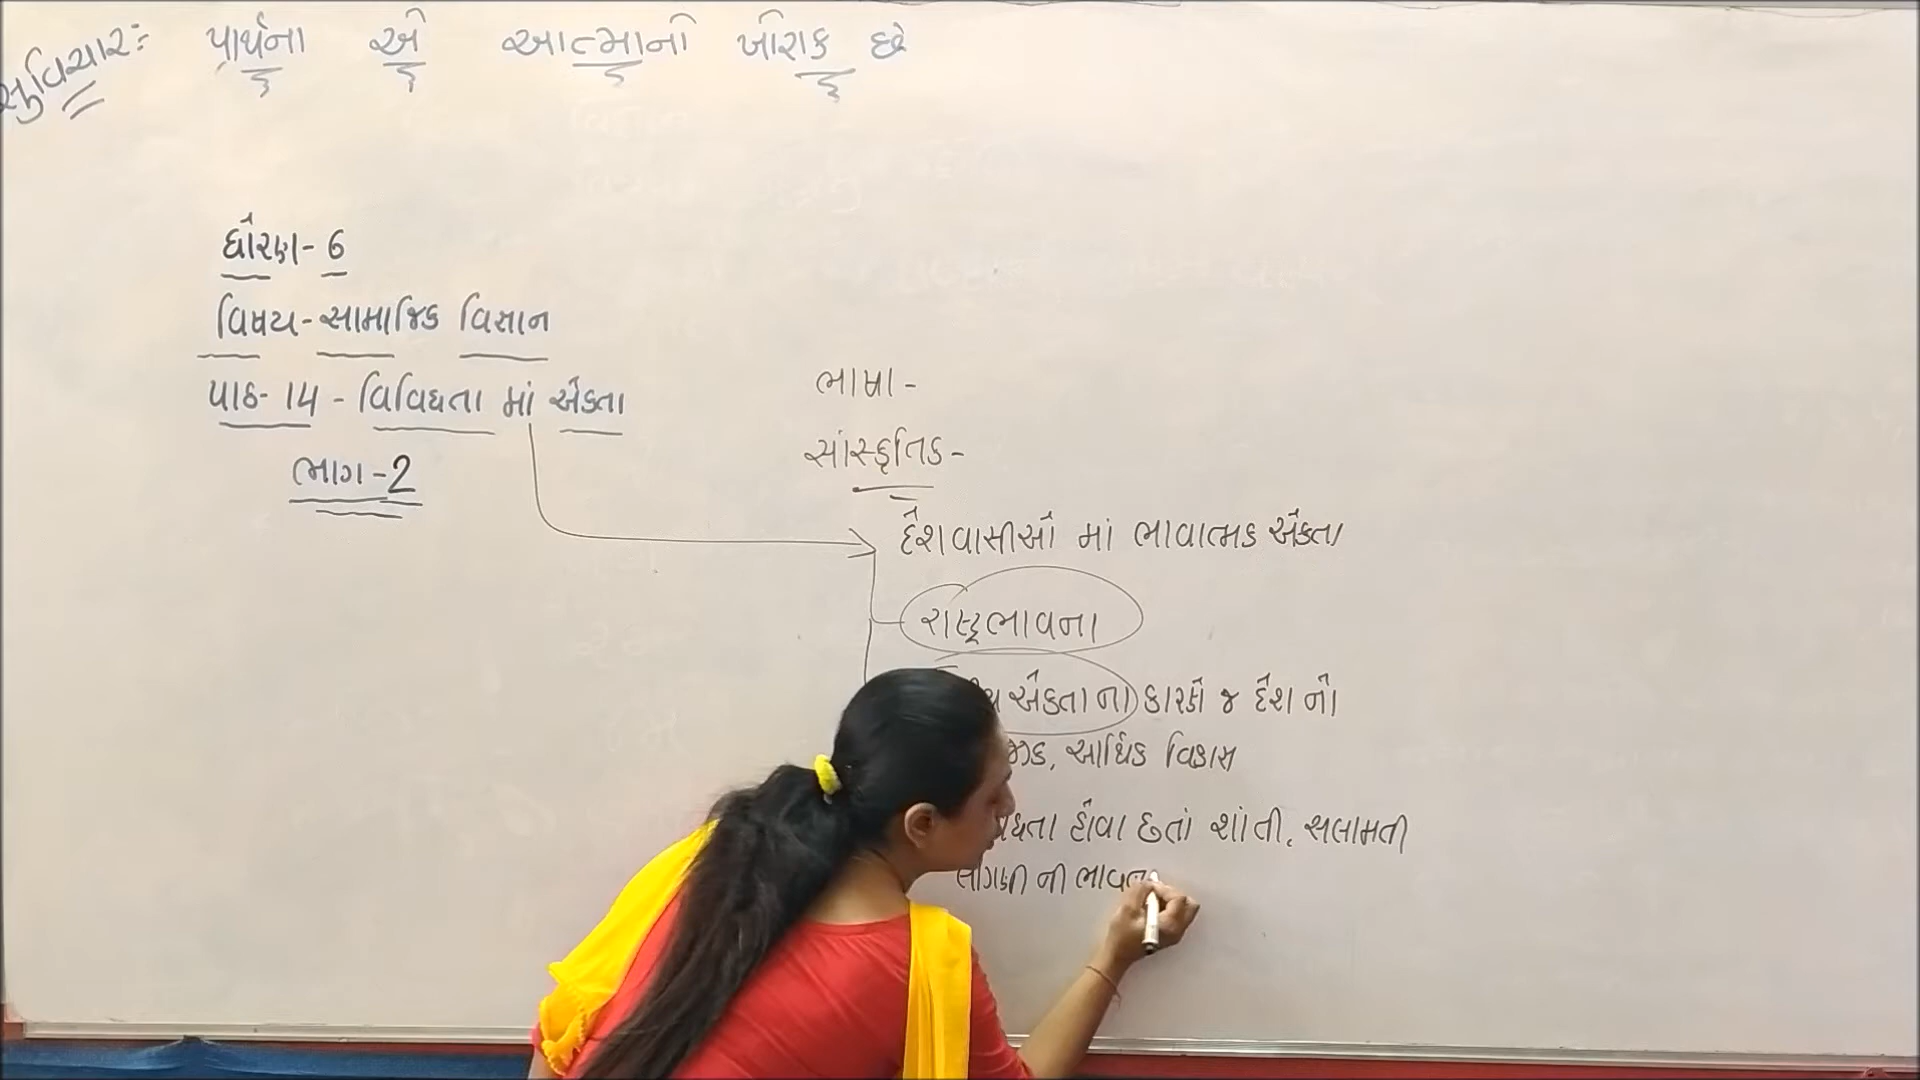 સુવિચાર:- પ્રાર્થના એ આત્માનો ખોરાક છે
ધોરણ - 6
વિષય - સામાજિક વિજ્ઞાન
પાઠ - 14 - વિવિધતા માં એકતા
ભાગ - 2
ભાષા -
સાંસ્કૃતિક -
દેશવાસીઓ માં ભાવાત્મક એકતા
રાષ્ટ્રભાવના
એકતા ના કારણે જ દેશ નો
આર્થિક વિકાસ
હોવા છતાં શાંતી, સલામતી
લાગણી ની